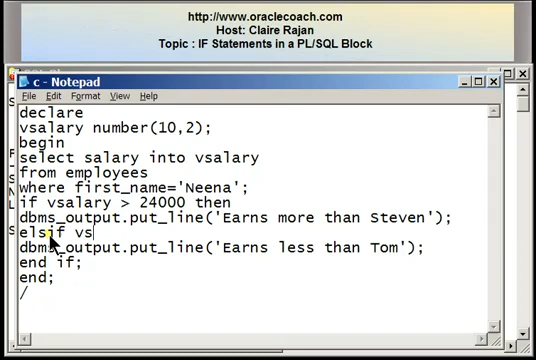 http://www.oraclecoach.com
Host: Claire Rajan
Topic : IF Statements in a PL/SQL Block
c - Notepad
File Edit Format View Help
declare
vsalary number(10,2);
begin
select salary into vsalary
from employees
where first_name='Neena';
if vsalary > 24000 then
dbms_output.put_line('Earns more than Steven');
elsif vs
dbms_output.put_line('Earns less than Tom');
end if;
end;
/